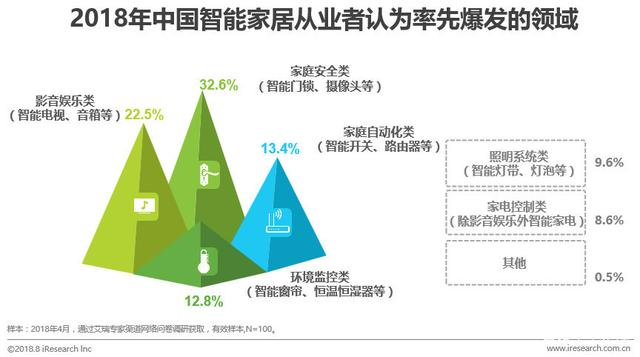 2018年中国智能家居从业者认为率先爆发的领域
家庭安全类
（智能门锁、摄像头等）
32.6%
影音娱乐类
（智能电视、音箱等）
22.5%
家庭自动化类
（智能开关、路由器等）
13.4%
环境监控类
（智能窗帘、恒温恒湿器等）
12.8%
照明系统类
（智能灯带、灯泡等）
9.6%
家电控制类
（除影音娱乐外智能家电）
8.6%
其他
0.5%
样本：2018年4月，通过艾瑞专家渠道网络问卷调研获取，有效样本,N=100。
©2018.8 iResearch Inc
www.iresearch.com.cn